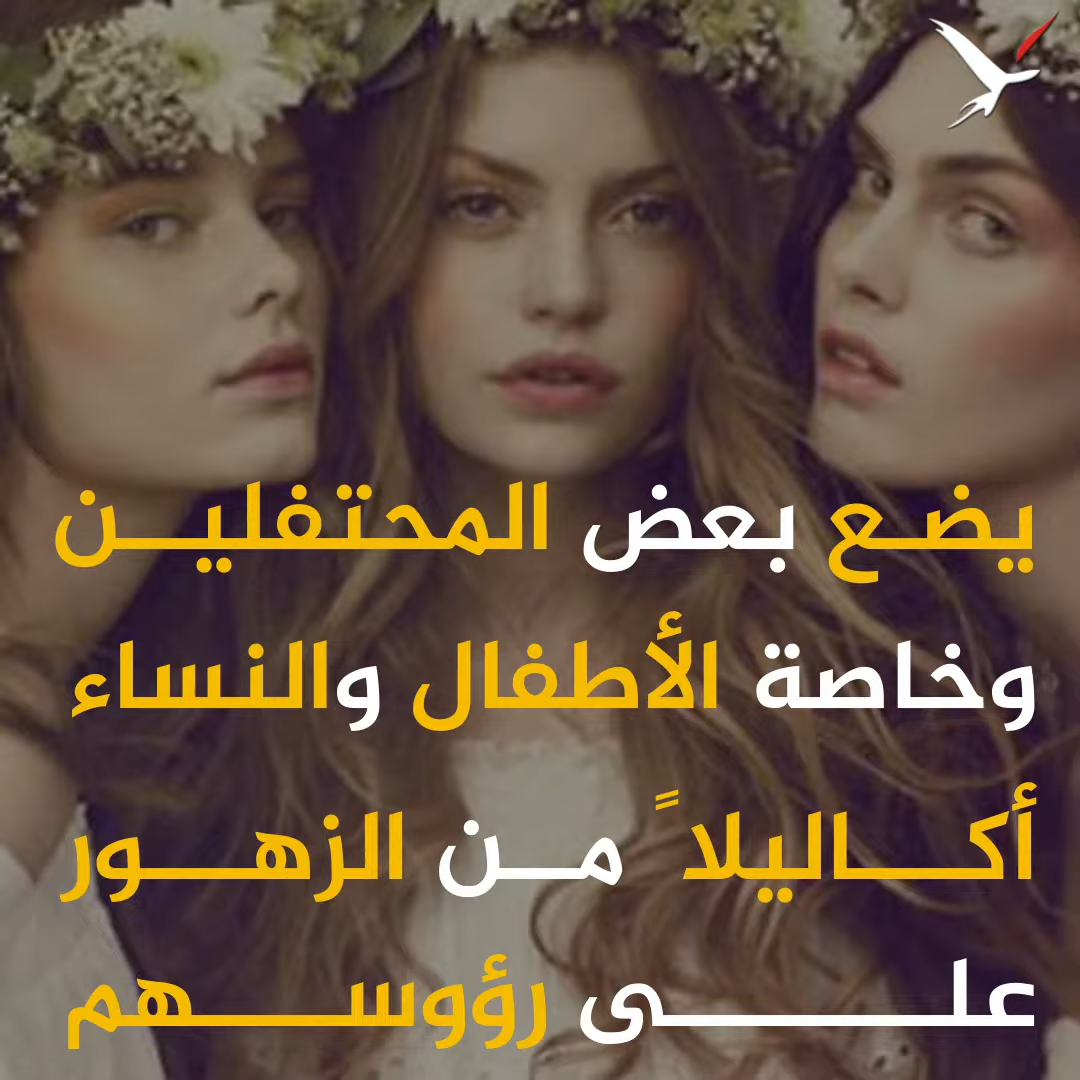 يضع بعض المحتفلين
وخاصة الأطفال والنساء
أكاليلاً من الزهور
على رؤوسهم